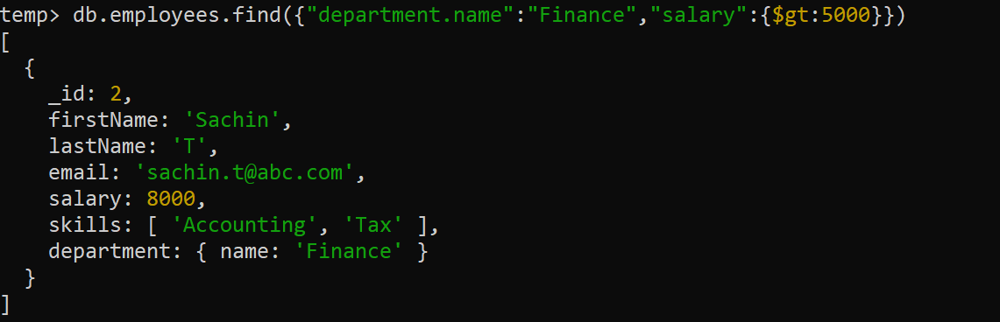 temp> db.employees.find({"department.name":"Finance","salary":{$gt:5000}})
[
  {
    _id: 2,
    firstName: 'Sachin',
    lastName: 'T',
    email: 'sachin.t@abc.com',
    salary: 8000,
    skills: [ 'Accounting', 'Tax' ],
    department: { name: 'Finance' }
  }
]